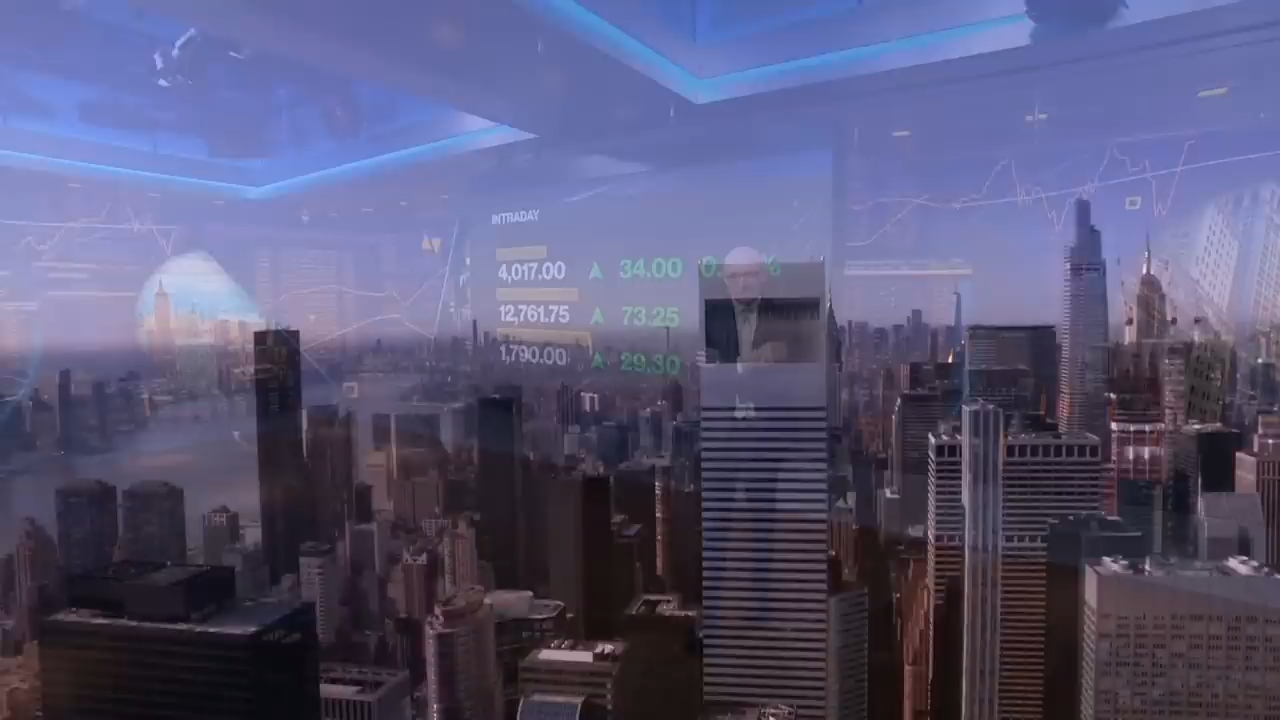 INTRADAY
4,017.00 ▲ 34.00
12,761.75 ▲ 73.25
1,790.00 ▲ 29.30